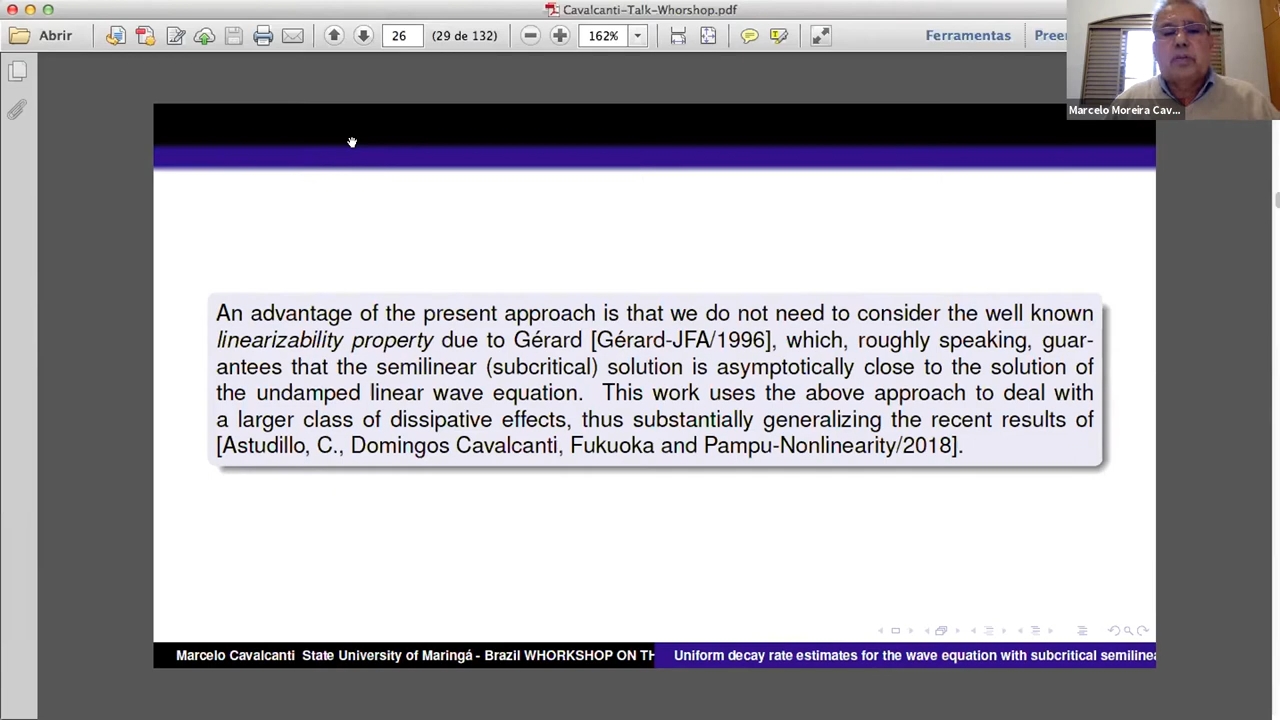 Cavalcanti-Talk-Whorshop.pdf
Abrir
26
(29 de 132)
162%
Ferramentas
Marcelo Moreira Cav...
An advantage of the present approach is that we do not need to consider the well known
linearizability property due to Gérard [Gérard-JFA/1996], which, roughly speaking, guar-
antees that the semilinear (subcritical) solution is asymptotically close to the solution of
the undamped linear wave equation. This work uses the above approach to deal with
a larger class of dissipative effects, thus substantially generalizing the recent results of
[Astudillo, C., Domingos Cavalcanti, Fukuoka and Pampu-Nonlinearity/2018].
Marcelo Cavalcanti State University of Maringá - Brazil WHORKSHOP ON TH
Uniform decay rate estimates for the wave equation with subcritical semilinea